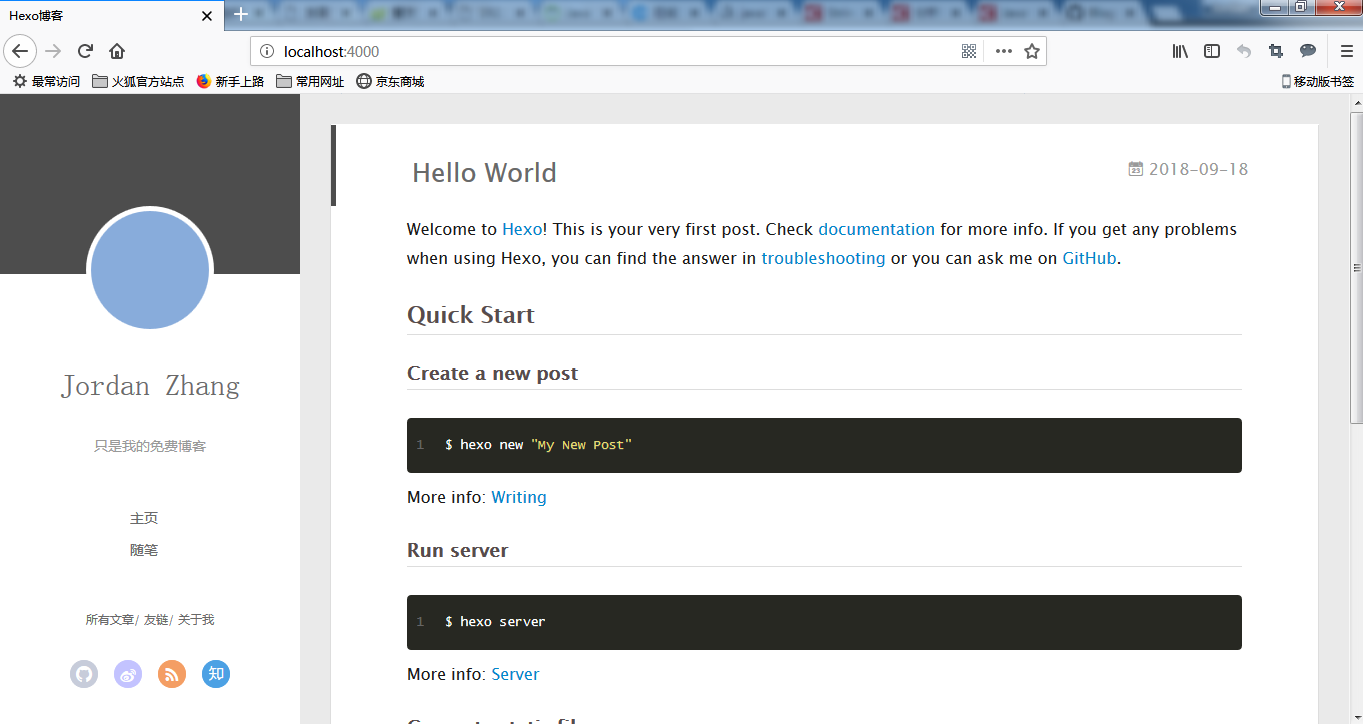 Hexo博客
localhost:4000
最常访问 火狐官方站点 新手上路 常用网址 京东商城 移动版书签
Jordan Zhang
只是我的免费博客
主页
随笔
所有文章/ 友链/ 关于我
知
Hello World
2018-09-18
Welcome to Hexo! This is your very first post. Check documentation for more info. If you get any problems
when using Hexo, you can find the answer in troubleshooting or you can ask me on GitHub.
Quick Start
Create a new post
1 $ hexo new "My New Post"
More info: Writing
Run server
1 $ hexo server
More info: Server